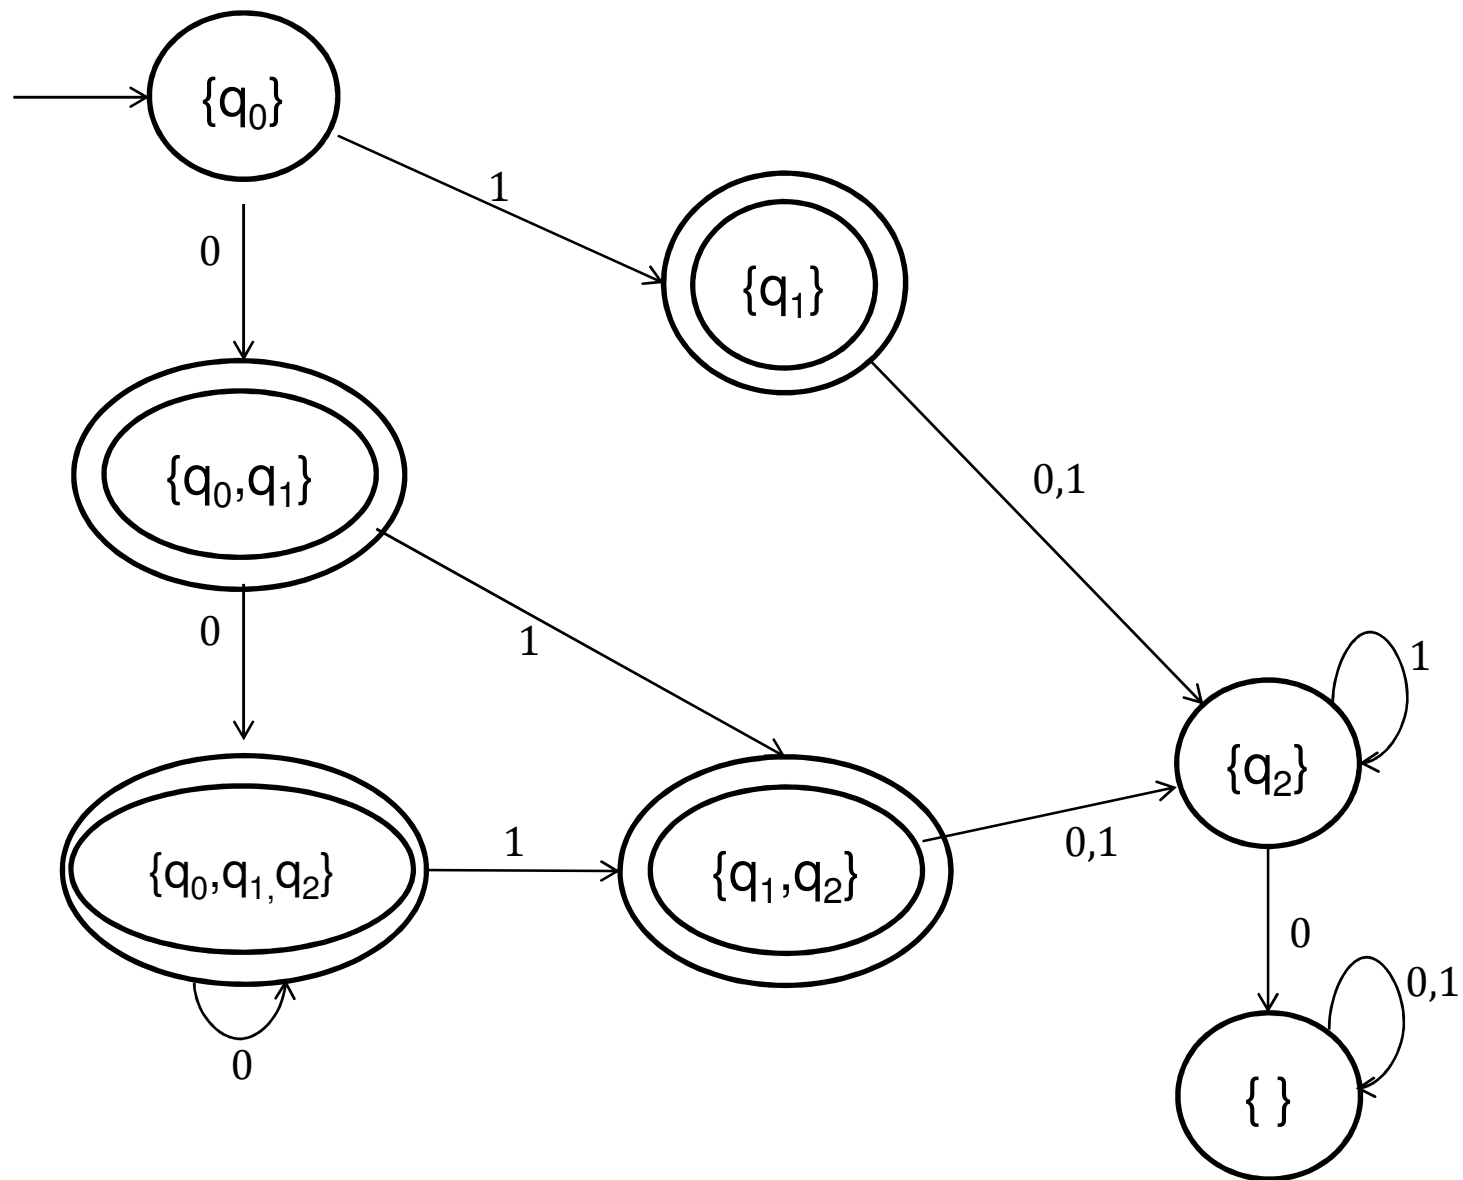 {q₀}
1
0
{q₁}
{q₀,q₁}
0,1
0
1
1
{q₂}
{q₀,q₁,q₂}
1
{q₁,q₂}
0,1
0
0,1
0
{ }